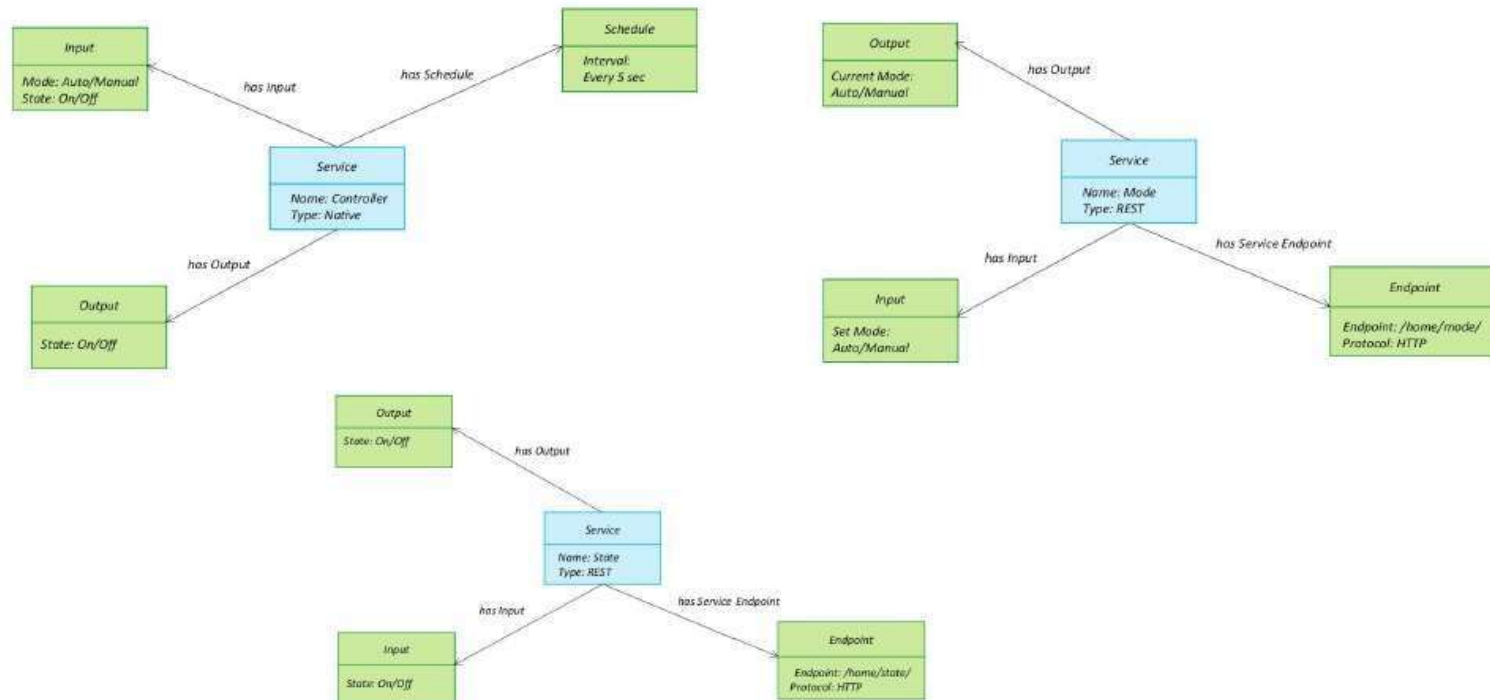 Input
Mode: Auto/Manual
State: On/Off
has Input
has Schedule
Schedule
Interval:
Every 5 sec
Service
Name: Controller
Type: Native
has Output
Output
State: On/Off
Output
Current Mode:
Auto/Manual
has Output
Service
Name: Mode
Type: REST
has Input
has Service Endpoint
Input
Set Mode:
Auto/Manual
Endpoint
Endpoint: /home/mode/
Protocol: HTTP
Output
State: On/Off
has Output
Service
Name: State
Type: REST
has Input
has Service Endpoint
Input
State: On/Off
Endpoint
Endpoint: /home/state/
Protocol: HTTP